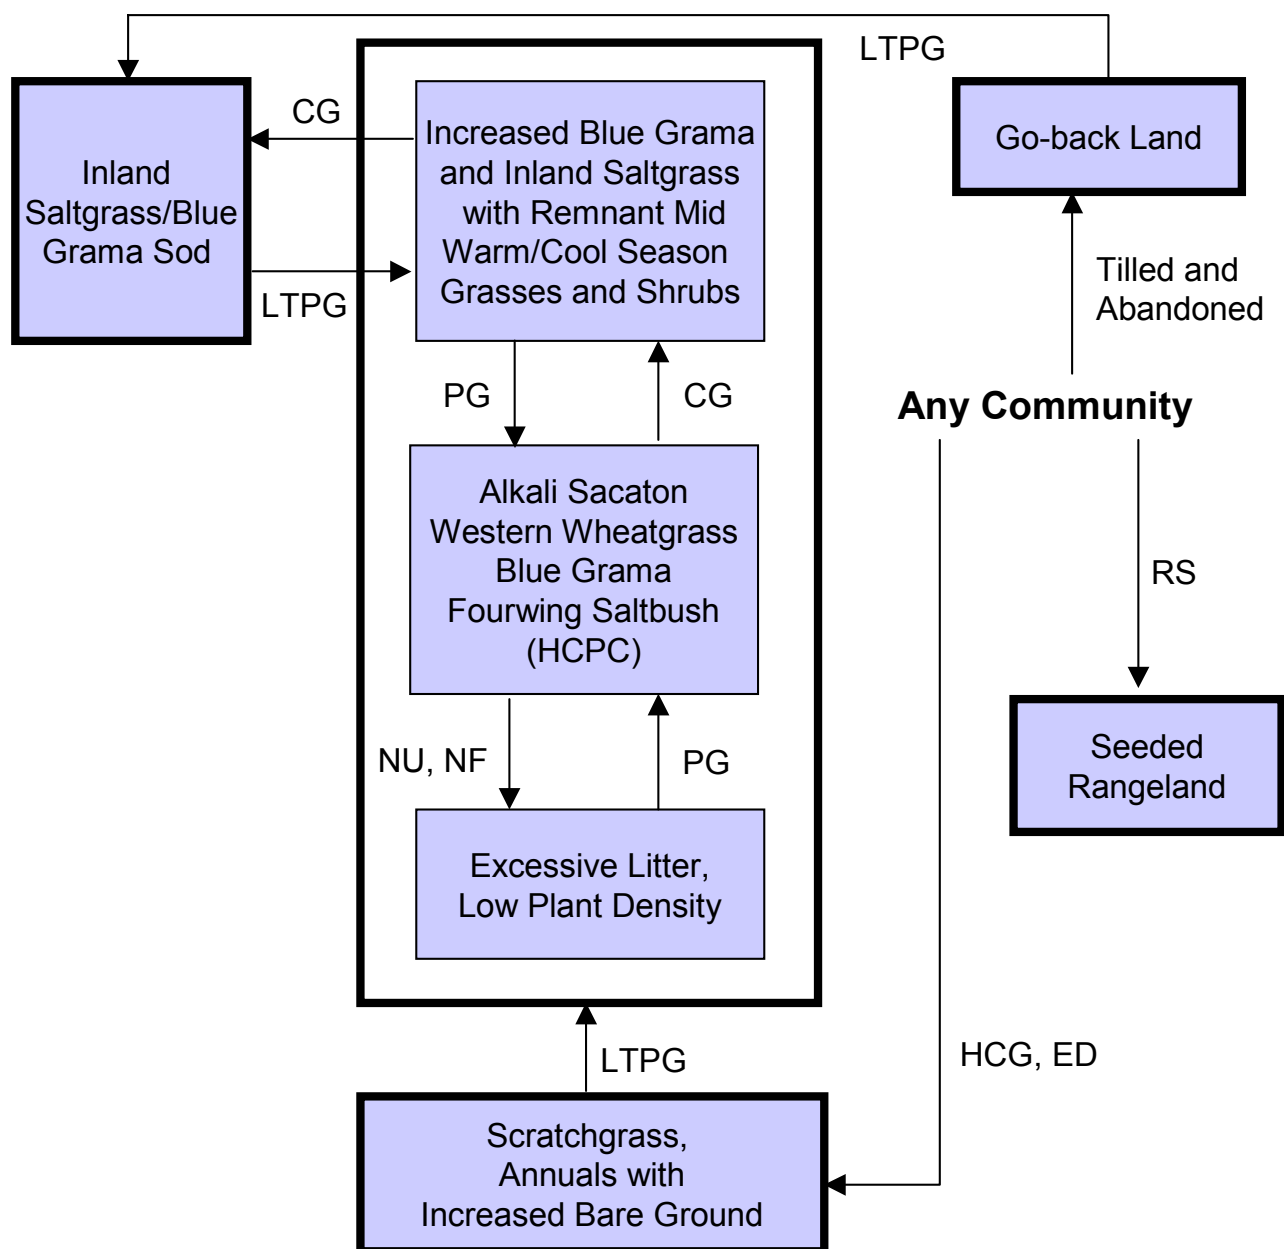 LTPG
CG
Inland
Saltgrass/Blue
Grama Sod
LTPG
Increased Blue Grama
and Inland Saltgrass
with Remnant Mid
Warm/Cool Season
Grasses and Shrubs
Go-back Land
Tilled and
Abandoned
PG
CG
Any Community
Alkali Sacaton
Western Wheatgrass
Blue Grama
Fourwing Saltbush
(HCPC)
RS
NU, NF
PG
Seeded
Rangeland
Excessive Litter,
Low Plant Density
LTPG
HCG, ED
Scratchgrass,
Annuals with
Increased Bare Ground